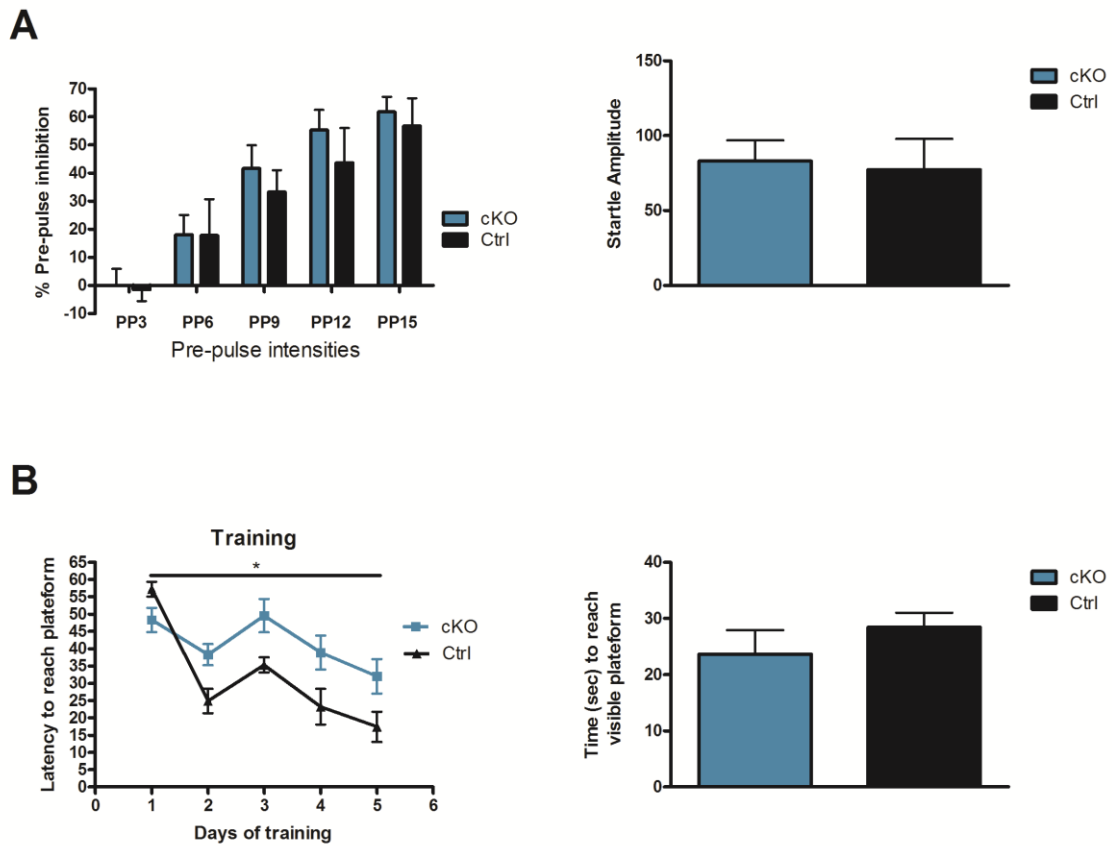 A
% Pre-pulse inhibition
70
60
50
40
30
20
10
0
-10
PP3 PP6 PP9 PP12 PP15
Pre-pulse intensities
cKO
Ctrl
Startle Amplitude
150
100
50
0
cKO
Ctrl
B
Training
*
Latency to reach plateform
65
60
55
50
45
40
35
30
25
20
15
10
5
0
0 1 2 3 4 5 6
Days of training
cKO
Ctrl
Time (sec) to reach
visible plateform
40
30
20
10
0
cKO
Ctrl